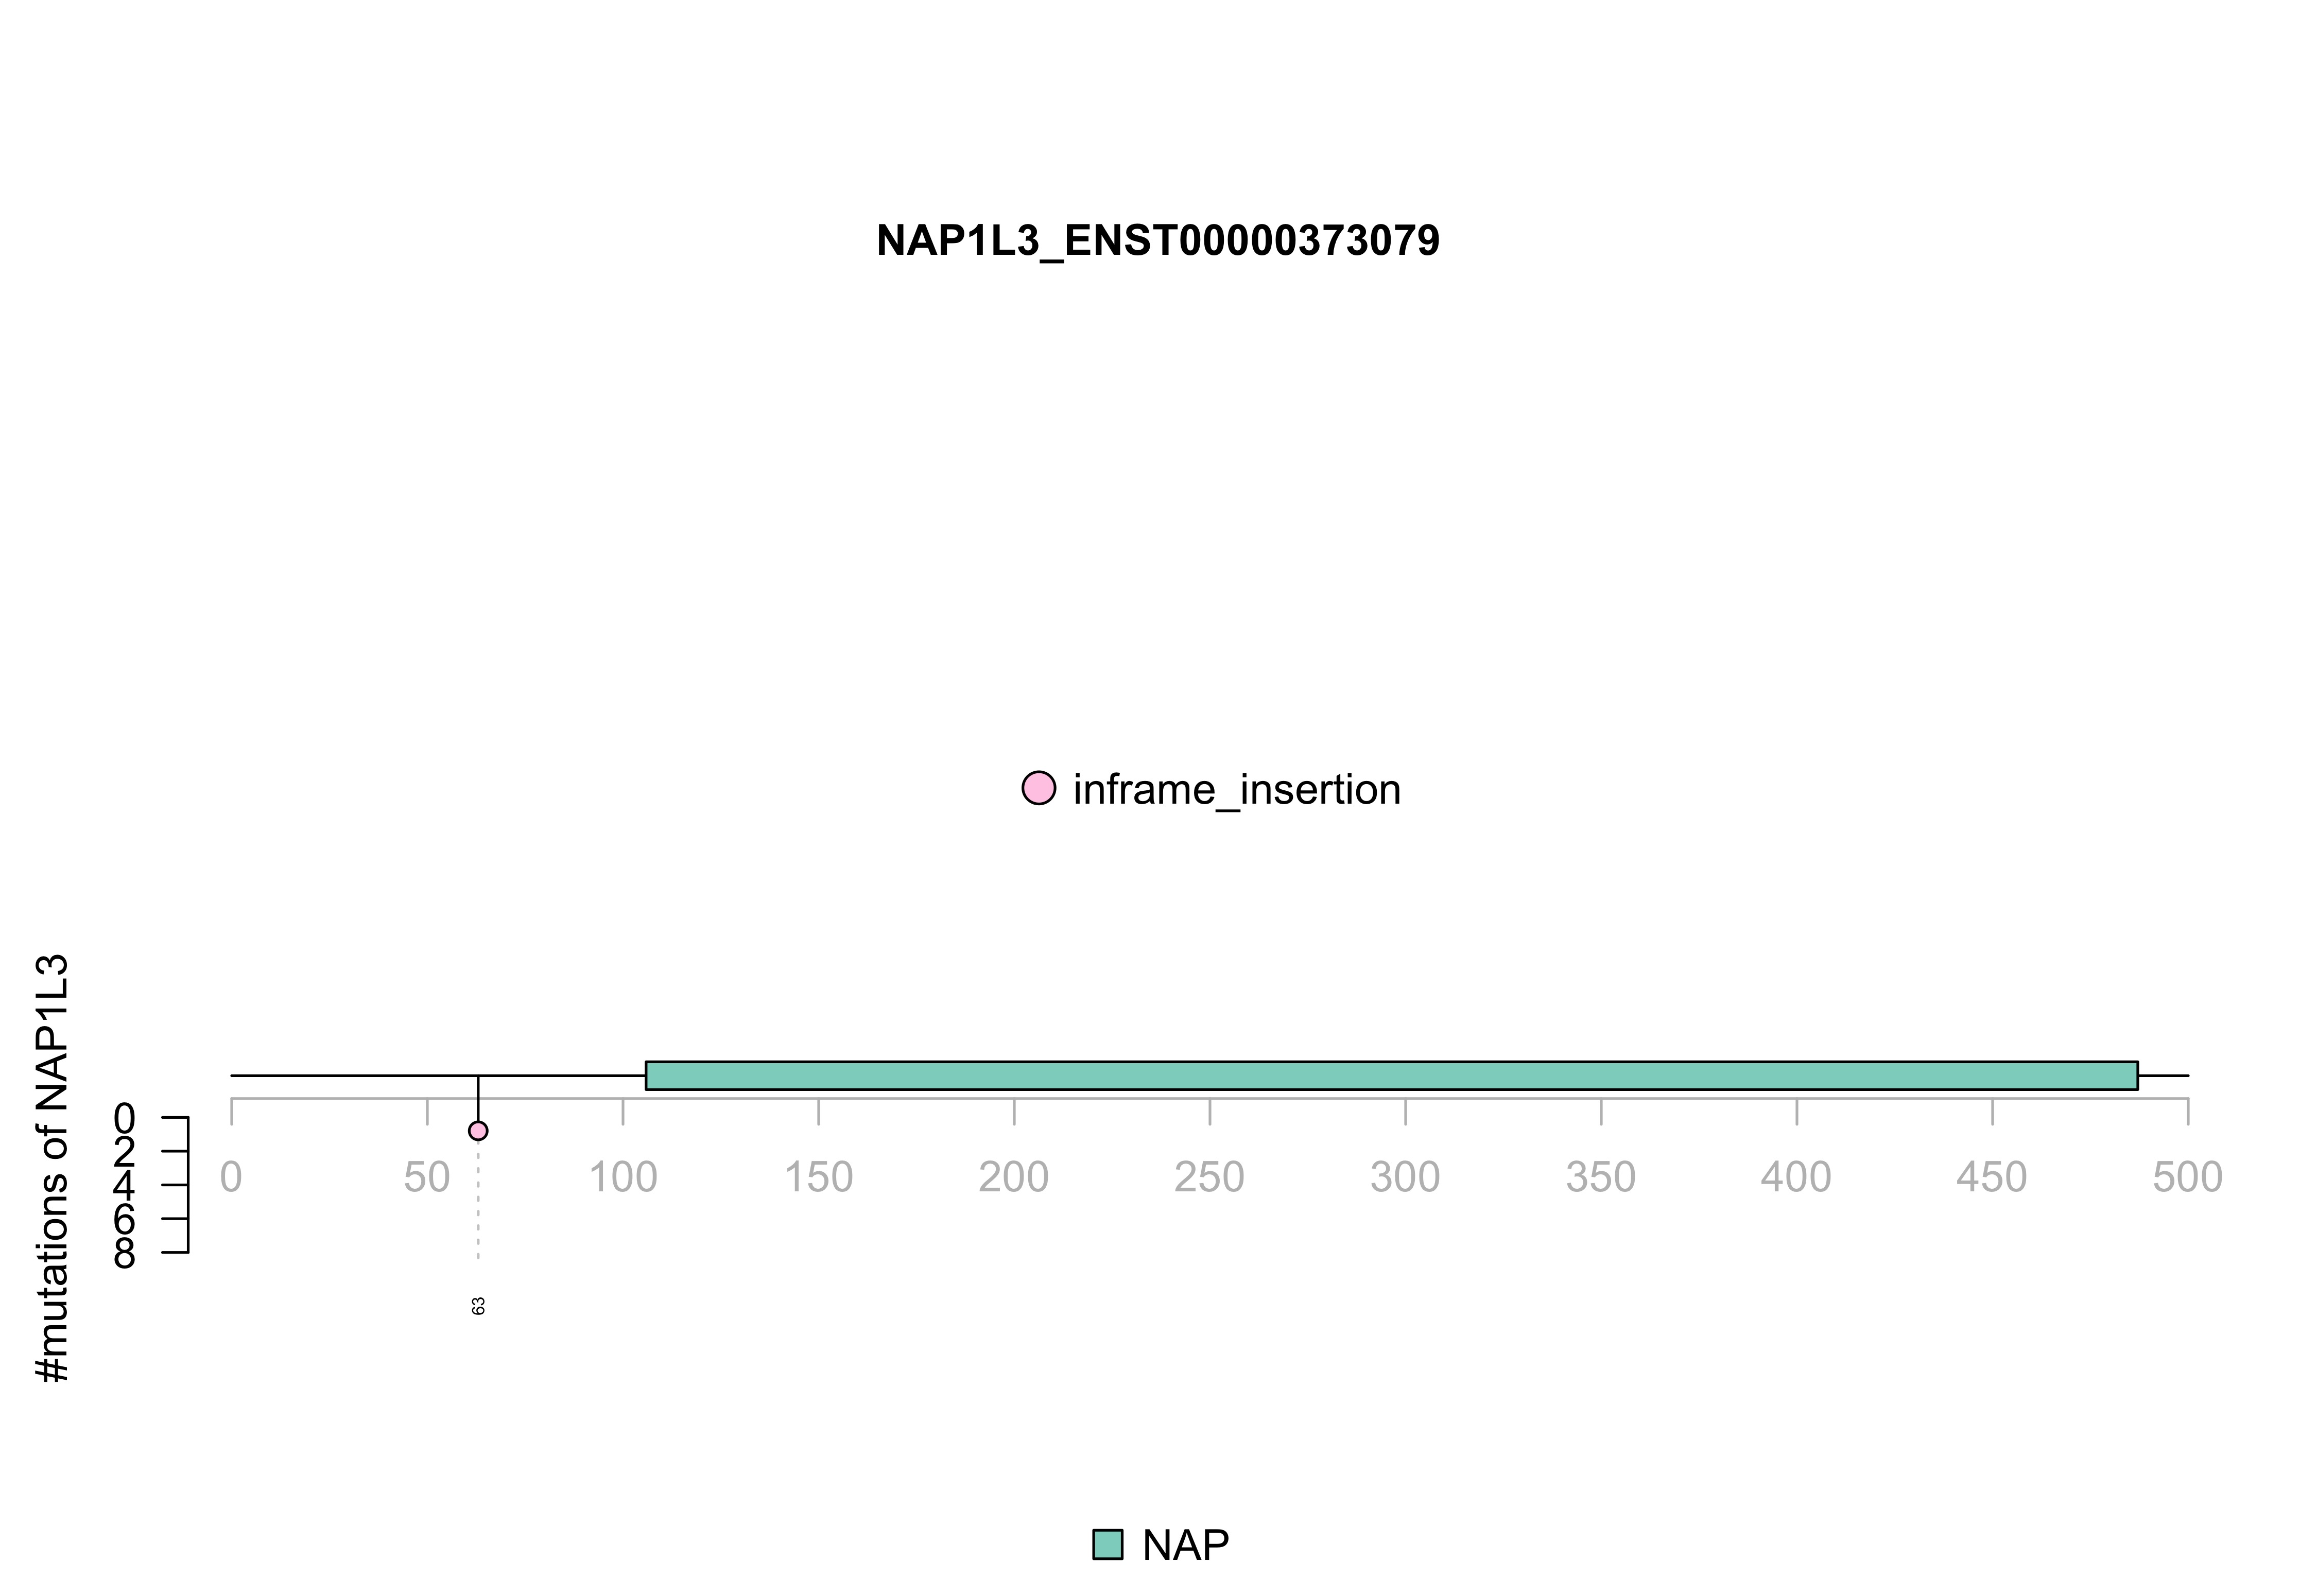 NAP1L3_ENST00000373079
inframe_insertion
#mutations of NAP1L3
0
2
4
6
8
0 50 100 150 200 250 300 350 400 450 500
63
NAP